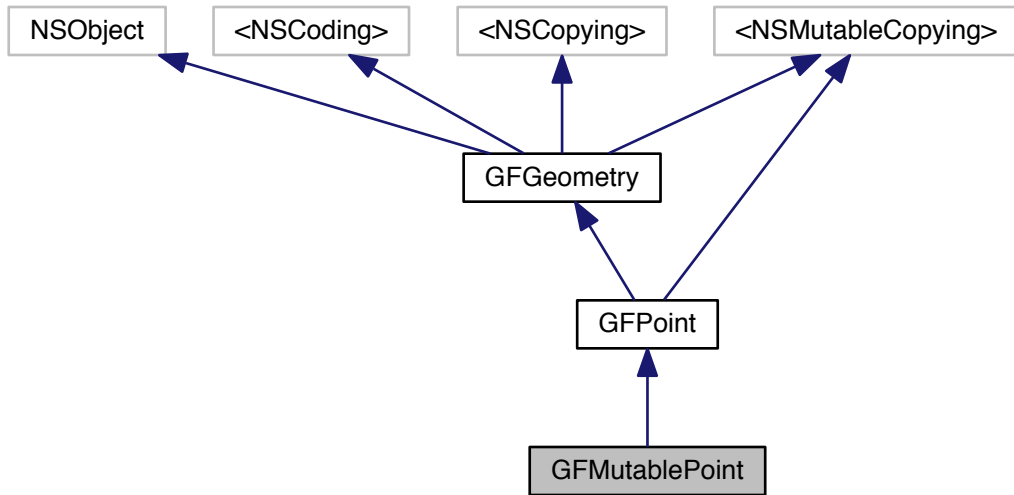 NSObject
<NSCoding>
<NSCopying>
<NSMutableCopying>
GFGeometry
GFPoint
GFMutablePoint